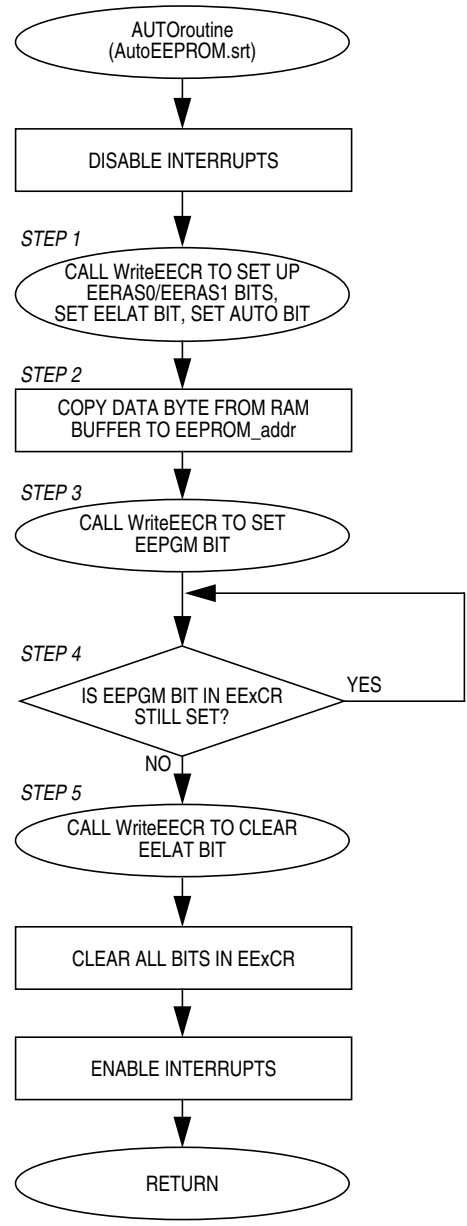 AUTOroutine
(AutoEEPROM.srt)
DISABLE INTERRUPTS
STEP 1
CALL WriteEECR TO SET UP
EERAS0/EERAS1 BITS,
SET EELAT BIT, SET AUTO BIT
STEP 2
COPY DATA BYTE FROM RAM
BUFFER TO EEPROM_addr
STEP 3
CALL WriteEECR TO SET
EEPGM BIT
STEP 4
IS EEPGM BIT IN EExCR
STILL SET?
YES
NO
STEP 5
CALL WriteEECR TO CLEAR
EELAT BIT
CLEAR ALL BITS IN EExCR
ENABLE INTERRUPTS
RETURN